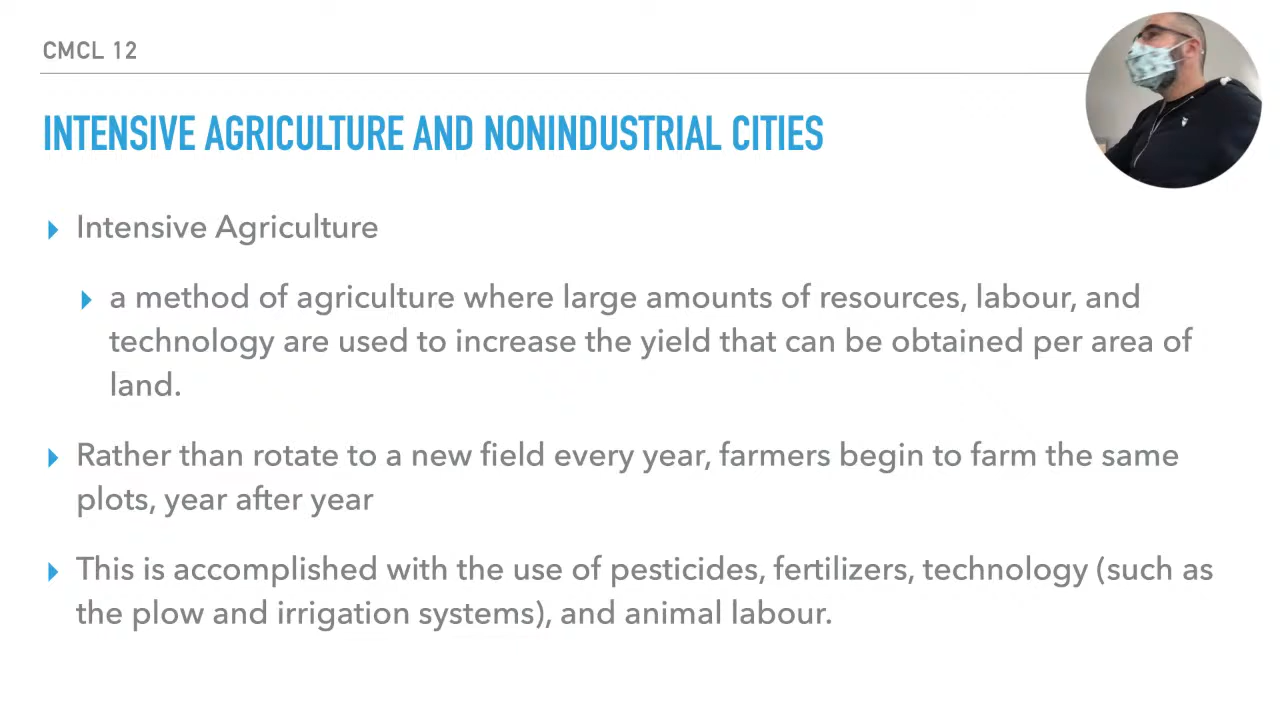 CMCL 12
INTENSIVE AGRICULTURE AND NONINDUSTRIAL CITIES
Intensive Agriculture
a method of agriculture where large amounts of resources, labour, and
technology are used to increase the yield that can be obtained per area of
land.
Rather than rotate to a new field every year, farmers begin to farm the same
plots, year after year
This is accomplished with the use of pesticides, fertilizers, technology (such as
the plow and irrigation systems), and animal labour.